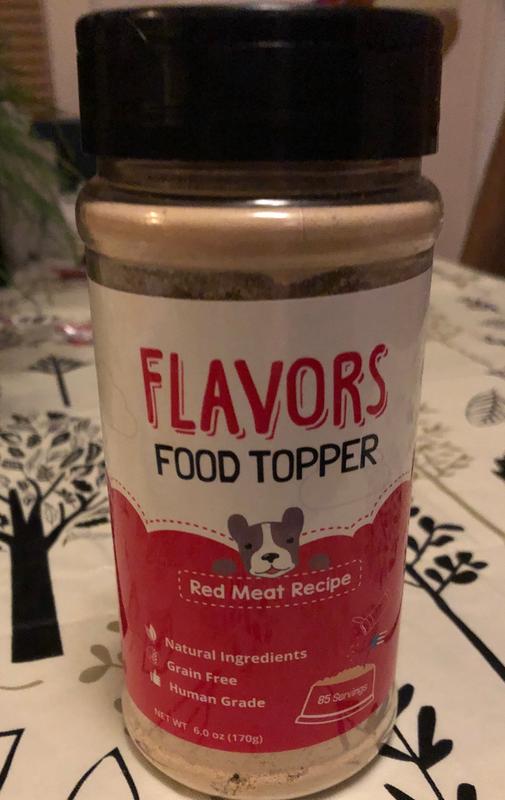 FLAVORS
FOOD TOPPER
Red Meat Recipe
Natural Ingredients
Grain Free
Human Grade
85 Servings
NET WT 6.0 oz (170g)